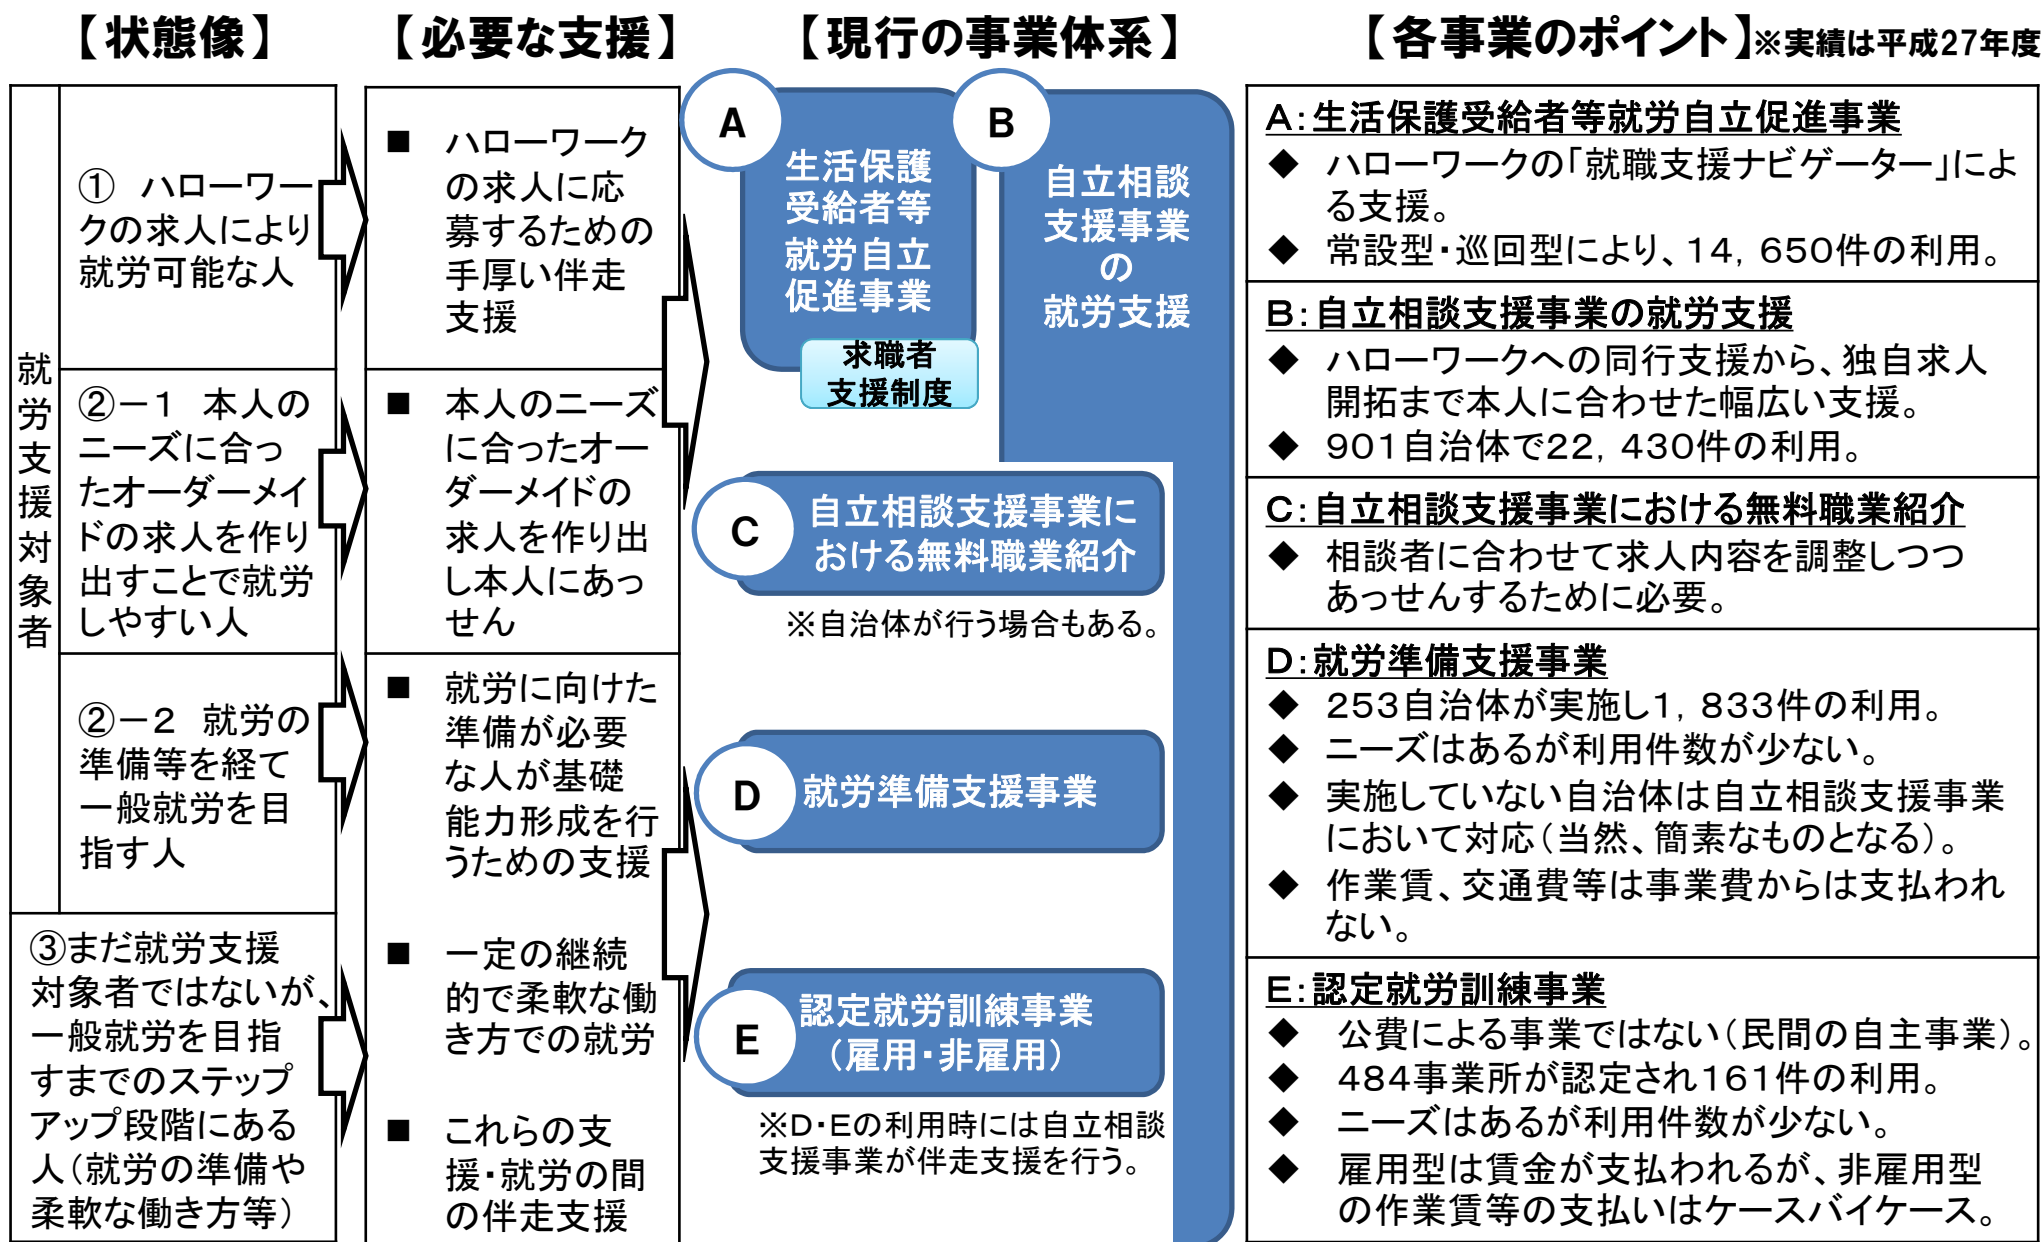 【状態像】
【必要な支援】
【現行の事業体系】
【各事業のポイント】※実績は平成27年度
就労支援対象者
① ハローワー
クの求人により
就労可能な人
②－1 本人の
ニーズに合っ
たオーダーメイ
ドの求人を作り
出すことで就労
しやすい人
②－2 就労の
準備等を経て
一般就労を目
指す人
③まだ就労支援
対象者ではないが、
一般就労を目指
すまでのステップ
アップ段階にある
人（就労の準備や
柔軟な働き方等）
■ ハローワーク
の求人に応
募するための
手厚い伴走
支援
■ 本人のニーズ
に合ったオー
ダーメイドの
求人を作り出
し本人にあっ
せん
■ 就労に向けた
準備が必要
な人が基礎
能力形成を行
うための支援
■ 一定の継続
的で柔軟な働
き方での就労
■ これらの支
援・就労の間
の伴走支援
A
生活保護
受給者等
就労自立
促進事業
求職者
支援制度
B
自立相談
支援事業
の
就労支援
C
自立相談支援事業に
おける無料職業紹介
※自治体が行う場合もある。
D
就労準備支援事業
E
認定就労訓練事業
（雇用・非雇用）
※D・Eの利用時には自立相談
支援事業が伴走支援を行う。
A：生活保護受給者等就労自立促進事業
◆ ハローワークの「就職支援ナビゲーター」によ
る支援。
◆ 常設型・巡回型により、14，650件の利用。
B：自立相談支援事業の就労支援
◆ ハローワークへの同行支援から、独自求人
開拓まで本人に合わせた幅広い支援。
◆ 901自治体で22，430件の利用。
C：自立相談支援事業における無料職業紹介
◆ 相談者に合わせて求人内容を調整しつつ
あっせんするために必要。
D：就労準備支援事業
◆ 253自治体が実施し1，833件の利用。
◆ ニーズはあるが利用件数が少ない。
◆ 実施していない自治体は自立相談支援事業
において対応（当然、簡素なものとなる）。
◆ 作業賃、交通費等は事業費からは支払われ
ない。
E：認定就労訓練事業
◆ 公費による事業ではない（民間の自主事業）。
◆ 484事業所が認定され161件の利用。
◆ ニーズはあるが利用件数が少ない。
◆ 雇用型は賃金が支払われるが、非雇用型
の作業賃等の支払いはケースバイケース。